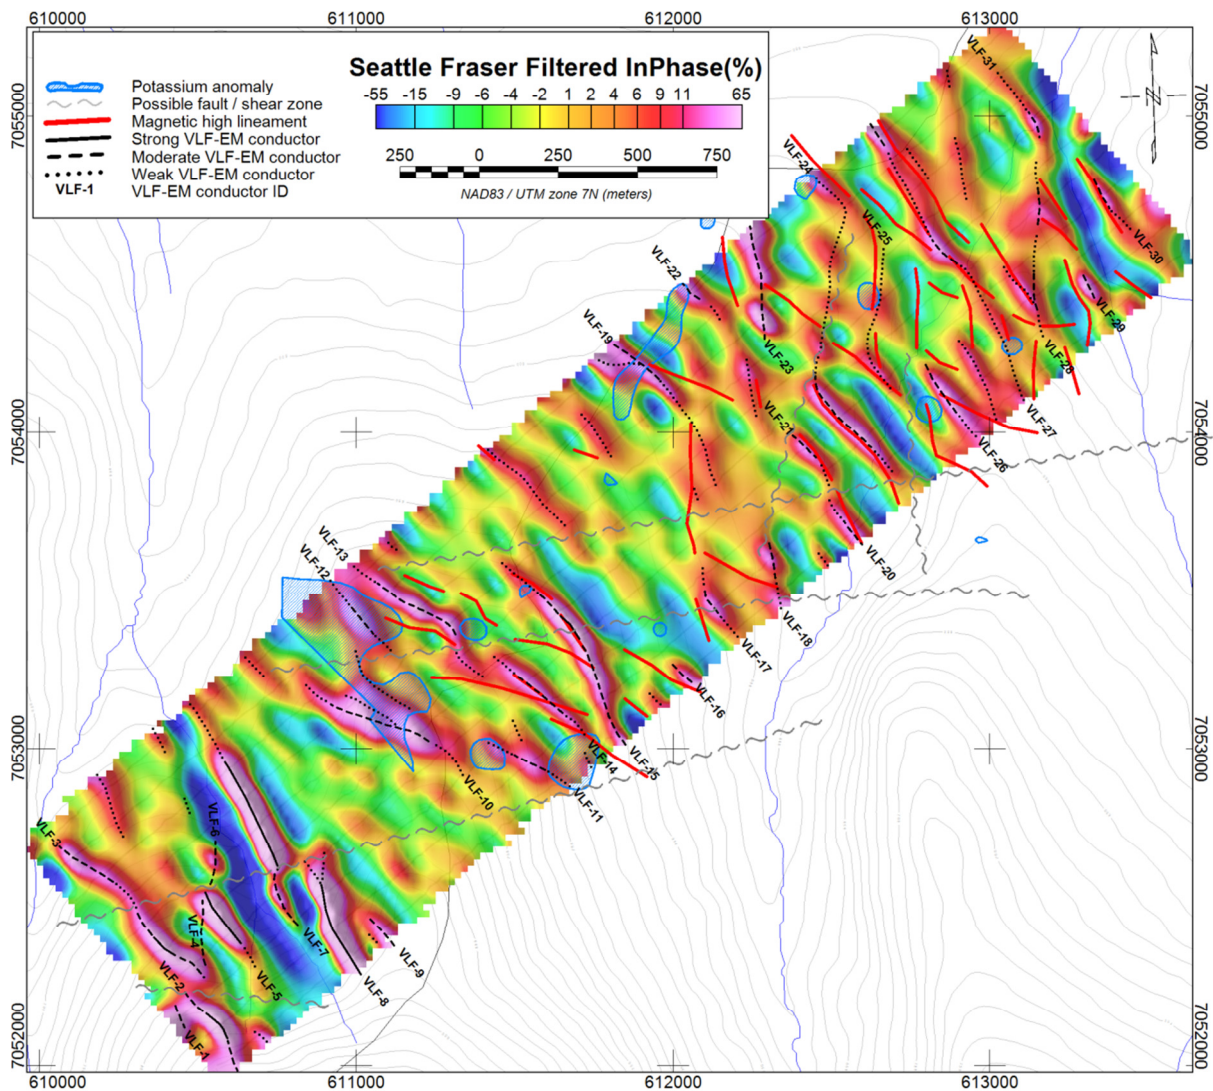 610000 611000 612000 613000
Potassium anomaly
Possible fault / shear zone
Magnetic high lineament
Strong VLF-EM conductor
Moderate VLF-EM conductor
Weak VLF-EM conductor
VLF-1 VLF-EM conductor ID
Seattle Fraser Filtered InPhase(%)
-55 -15 -9 -6 -4 -2 1 2 4 6 9 11 65
250 0 250 500 750
NAD83 / UTM zone 7N (meters)
7055000
7055000
VLF-31
VLF-24
VLF-25
VLF-30
VLF-22
VLF-29
VLF-19
VLF-23
VLF-28
7054000
7054000
VLF-21
VLF-27
VLF-26
VLF-20
VLF-13
VLF-12
VLF-18
VLF-17
VLF-16
7053000
7053000
VLF-14
VLF-15
VLF-10
VLF-11
VLF-6
VLF-3
VLF-4
VLF-7
VLF-9
VLF-2
VLF-5
VLF-8
VLF-1
7052000
7052000
610000 611000 612000 613000